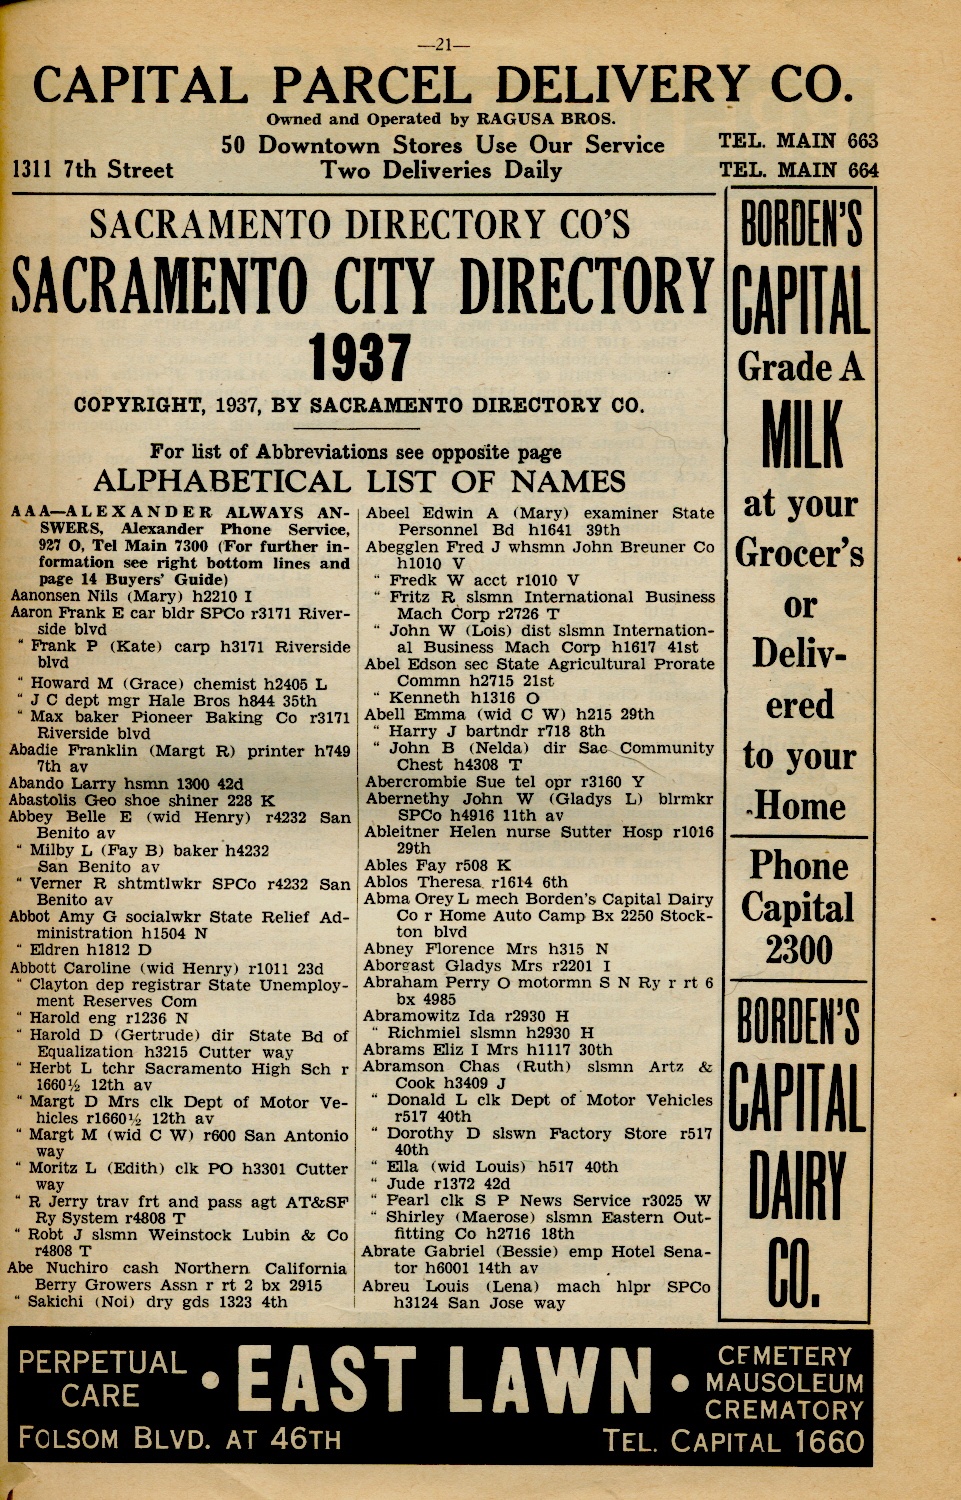 —21—
CAPITAL PARCEL DELIVERY CO.
Owned and Operated by RAGUSA BROS.
50 Downtown Stores Use Our Service
TEL. MAIN 663
1311 7th Street
Two Deliveries Daily
TEL. MAIN 664
SACRAMENTO DIRECTORY CO'S
SACRAMENTO CITY DIRECTORY
1937
COPYRIGHT, 1937, BY SACRAMENTO DIRECTORY CO.
For list of Abbreviations see opposite page
ALPHABETICAL LIST OF NAMES
AAA—ALEXANDER ALWAYS AN-
SWERS, Alexander Phone Service,
927 O, Tel Main 7300 (For further in-
formation see right bottom lines and
page 14 Buyers' Guide)
Aanonsen Nils (Mary) h2210 I
Aaron Frank E car bldr SPCo r3171 River-
side blvd
" Frank P (Kate) carp h3171 Riverside
blvd
" Howard M (Grace) chemist h2405 L
" J C dept mgr Hale Bros h844 35th
" Max baker Pioneer Baking Co r3171
Riverside blvd
Abadie Franklin (Margt R) printer h749
7th av
Abando Larry hsmn 1300 42d
Abastolis Geo shoe shiner 228 K
Abbey Belle E (wid Henry) r4232 San
Benito av
" Milby L (Fay B) baker h4232
San Benito av
" Verner R shtmtlwkr SPCo r4232 San
Benito av
Abbot Amy G socialwkr State Relief Ad-
ministration h1504 N
" Eldren h1812 D
Abbott Caroline (wid Henry) r1011 23d
" Clayton dep registrar State Unemploy-
ment Reserves Com
" Harold eng r1236 N
" Harold D (Gertrude) dir State Bd of
Equalization h3215 Cutter way
" Herbt L tchr Sacramento High Sch r
1660½ 12th av
" Margt D Mrs clk Dept of Motor Ve-
hicles r1660½ 12th av
" Margt M (wid C W) r600 San Antonio
way
" Moritz L (Edith) clk PO h3301 Cutter
way
" R Jerry trav frt and pass agt AT&SF
Ry System r4808 T
" Robt J slsmn Weinstock Lubin & Co
r4808 T
Abe Nuchiro cash Northern California
Berry Growers Assn r rt 2 bx 2915
" Sakichi (Noi) dry gds 1323 4th
Abeel Edwin A (Mary) examiner State
Personnel Bd h1641 39th
Abegglen Fred J whsmn John Breuner Co
h1010 V
" Fredk W acct r1010 V
" Fritz R slsmn International Business
Mach Corp r2726 T
" John W (Lois) dist slsmn Internation-
al Business Mach Corp h1617 41st
Abel Edson sec State Agricultural Prorate
Commn h2715 21st
" Kenneth h1316 O
Abell Emma (wid C W) h215 29th
" Harry J bartndr r718 8th
" John B (Nelda) dir Sac Community
Chest h4308 T
Abercrombie Sue tel opr r3160 Y
Abernethy John W (Gladys L) blrmkr
SPCo h4916 11th av
Ableitner Helen nurse Sutter Hosp r1016
29th
Ables Fay r508 K
Ablos Theresa r1614 6th
Abma Orey L mech Borden's Capital Dairy
Co r Home Auto Camp Bx 2250 Stock-
ton blvd
Abney Florence Mrs h315 N
Aborgast Gladys Mrs r2201 I
Abraham Perry O motormn S N Ry r rt 6
bx 4985
Abramowitz Ida r2930 H
" Richmiel slsmn h2930 H
Abrams Eliz I Mrs h1117 30th
Abramson Chas (Ruth) slsmn Artz &
Cook h3409 J
" Donald L clk Dept of Motor Vehicles
r517 40th
" Dorothy D slswn Factory Store r517
40th
" Ella (wid Louis) h517 40th
" Jude r1372 42d
" Pearl clk S P News Service r3025 W
" Shirley (Maerose) slsmn Eastern Out-
fitting Co h2716 18th
Abrate Gabriel (Bessie) emp Hotel Sena-
tor h6001 14th av
Abreu Louis (Lena) mach hlpr SPCo
h3124 San Jose way
BORDEN'S
CAPITAL
Grade A
MILK
at your
Grocer's
or
Deliv-
ered
to your
Home
Phone
Capital
2300
BORDEN'S
CAPITAL
DAIRY
CO.
PERPETUAL
CARE
• EAST LAWN •
CEMETERY
MAUSOLEUM
CREMATORY
FOLSOM BLVD. AT 46TH
TEL. CAPITAL 1660